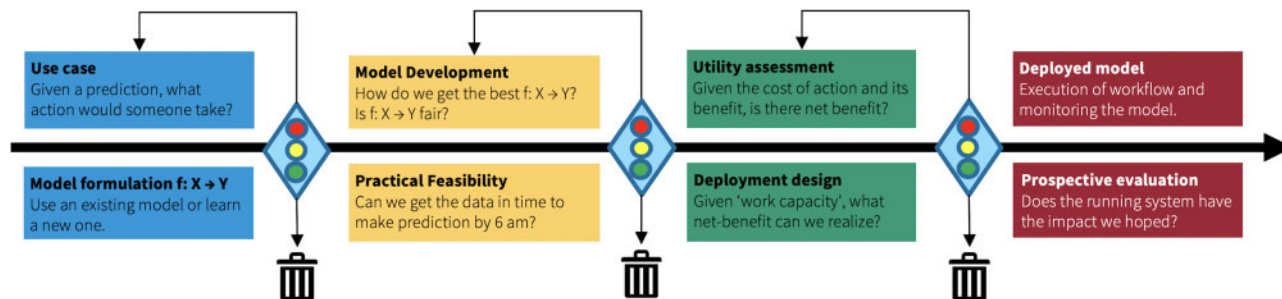 Use case
Given a prediction, what
action would someone take?
Model Development
How do we get the best f: X → Y?
Is f: X → Y fair?
Utility assessment
Given the cost of action and its
benefit, is there net benefit?
Deployed model
Execution of workflow and
monitoring the model.
Model formulation f: X → Y
Use an existing model or learn
a new one.
Practical Feasibility
Can we get the data in time to
make prediction by 6 am?
Deployment design
Given ‘work capacity’, what
net-benefit can we realize?
Prospective evaluation
Does the running system have
the impact we hoped?